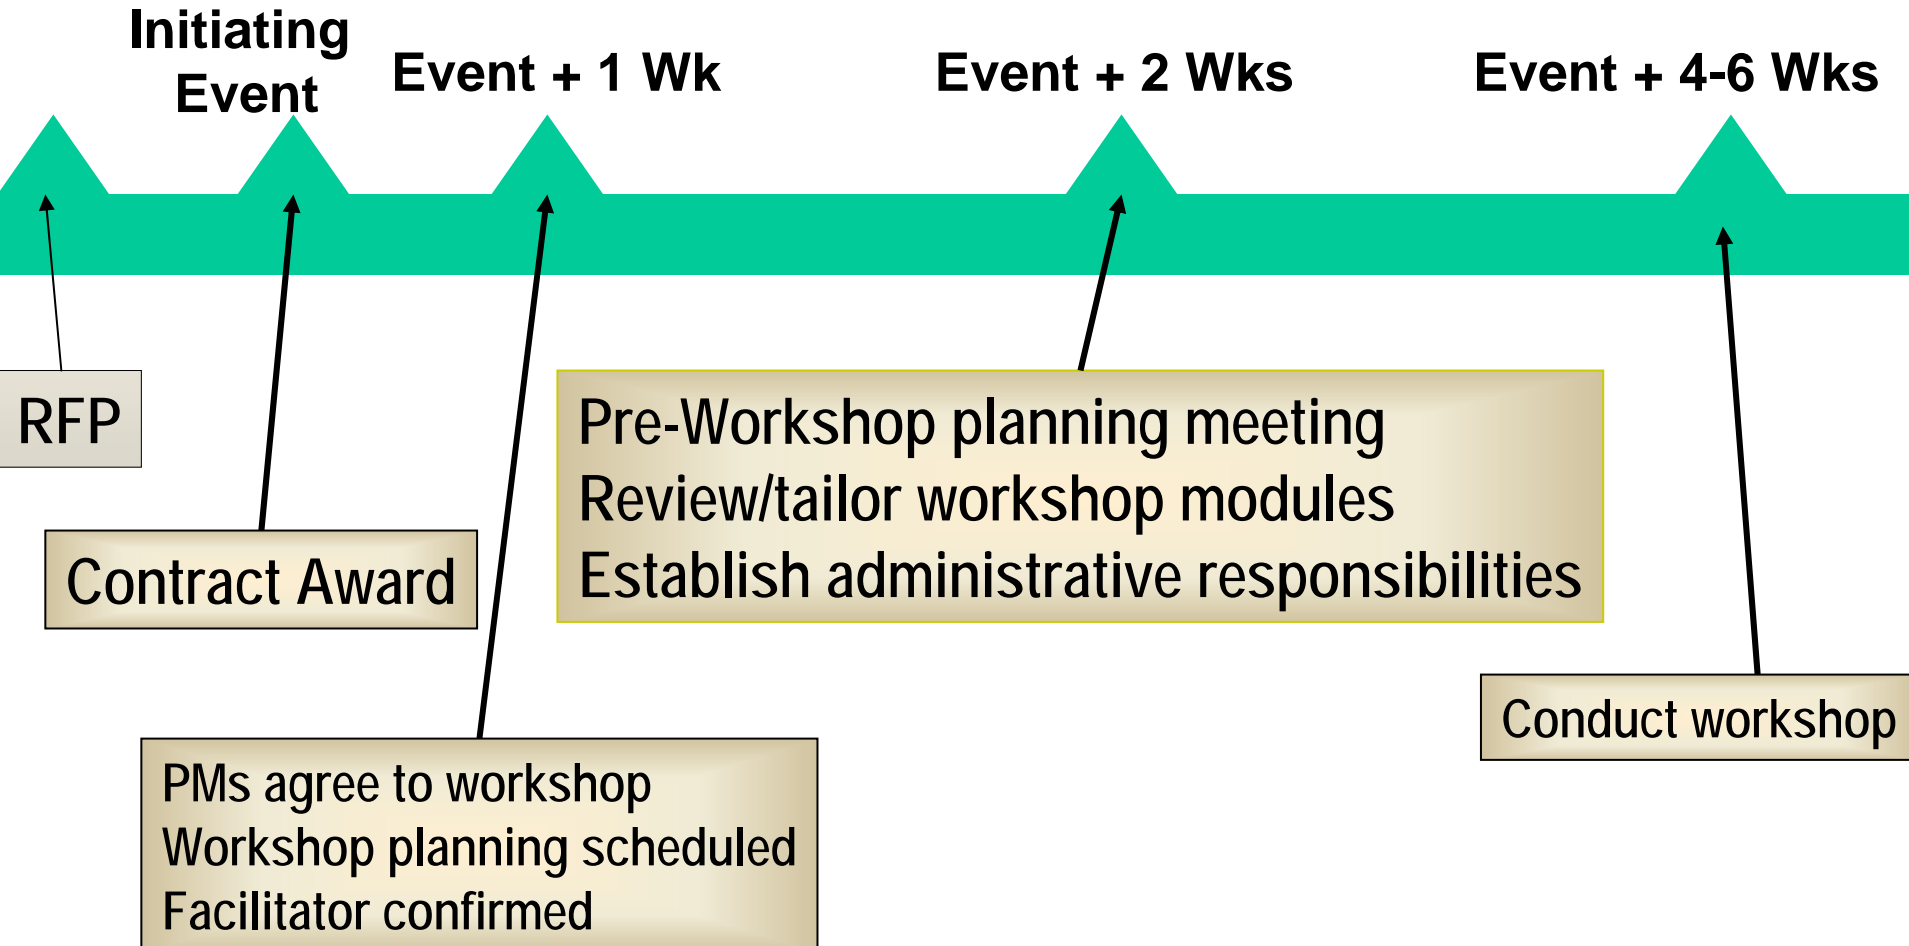 Initiating
Event
Event + 1 Wk
Event + 2 Wks
Event + 4-6 Wks
RFP
Contract Award
Pre-Workshop planning meeting
Review/tailor workshop modules
Establish administrative responsibilities
PMs agree to workshop
Workshop planning scheduled
Facilitator confirmed
Conduct workshop